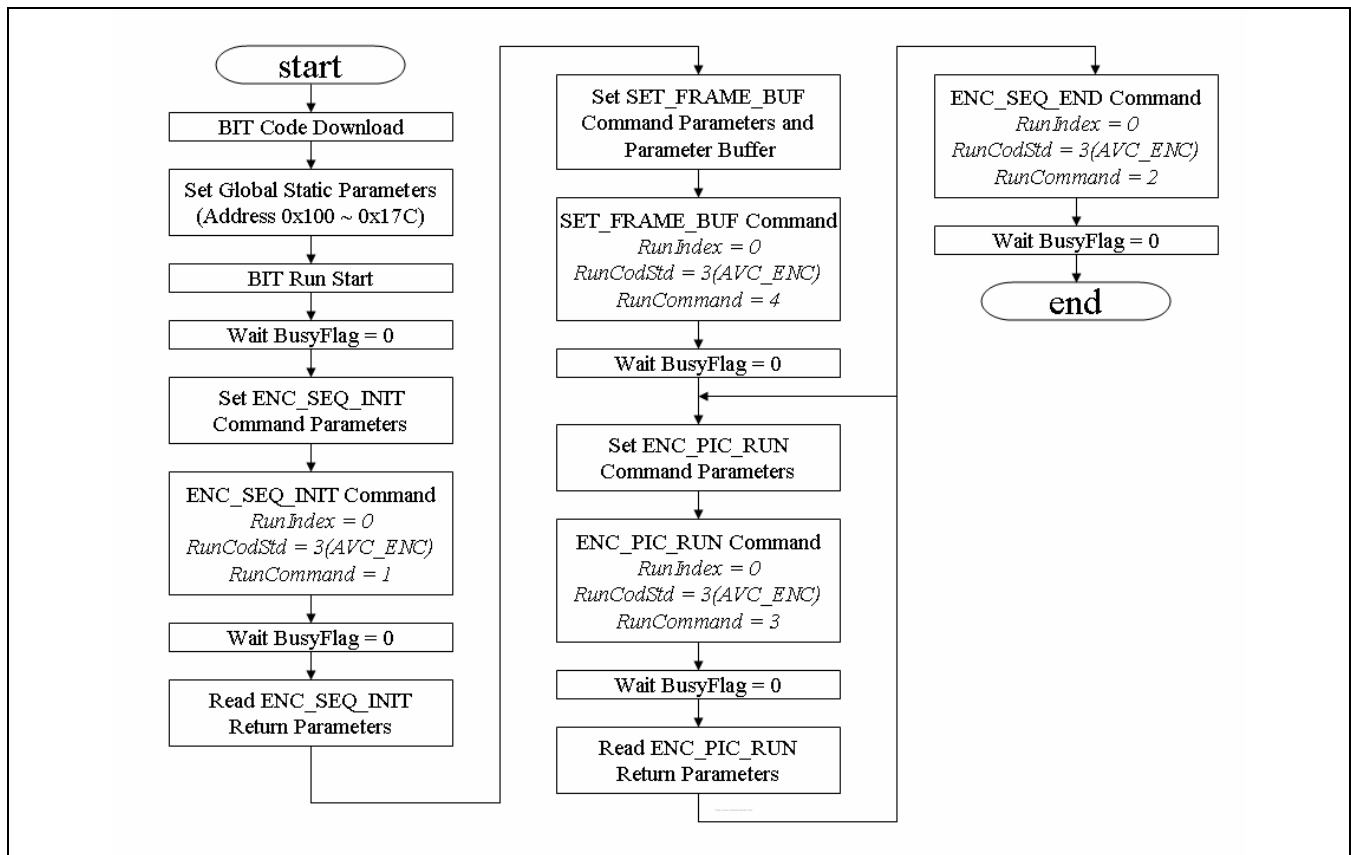 start
BIT Code Download
Set Global Static Parameters
(Address 0x100 ~ 0x17C)
BIT Run Start
Wait BusyFlag = 0
Set ENC_SEQ_INIT
Command Parameters
ENC_SEQ_INIT Command
RunIndex = 0
RunCodStd = 3(AVC_ENC)
RunCommand = 1
Wait BusyFlag = 0
Read ENC_SEQ_INIT
Return Parameters
Set SET_FRAME_BUF
Command Parameters and
Parameter Buffer
SET_FRAME_BUF Command
RunIndex = 0
RunCodStd = 3(AVC_ENC)
RunCommand = 4
Wait BusyFlag = 0
Set ENC_PIC_RUN
Command Parameters
ENC_PIC_RUN Command
RunIndex = 0
RunCodStd = 3(AVC_ENC)
RunCommand = 3
Wait BusyFlag = 0
Read ENC_PIC_RUN
Return Parameters
ENC_SEQ_END Command
RunIndex = 0
RunCodStd = 3(AVC_ENC)
RunCommand = 2
Wait BusyFlag = 0
end